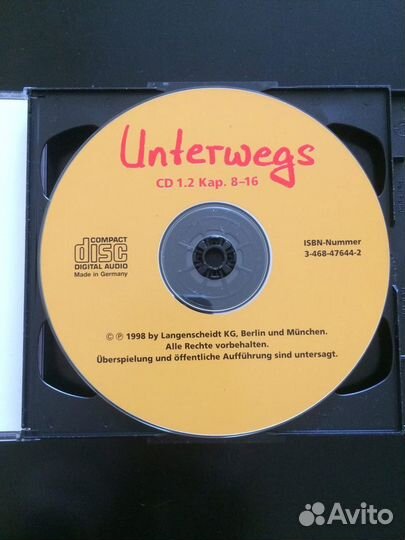 Unterwegs
CD 1.2 Kap. 8–16
COMPACT
disc
DIGITAL AUDIO
Made in Germany
ISBN-Nummer
3-468-47644-2
© ℗ 1998 by Langenscheidt KG, Berlin und München.
Alle Rechte vorbehalten.
Überspielung und öffentliche Aufführung sind untersagt.
Avito